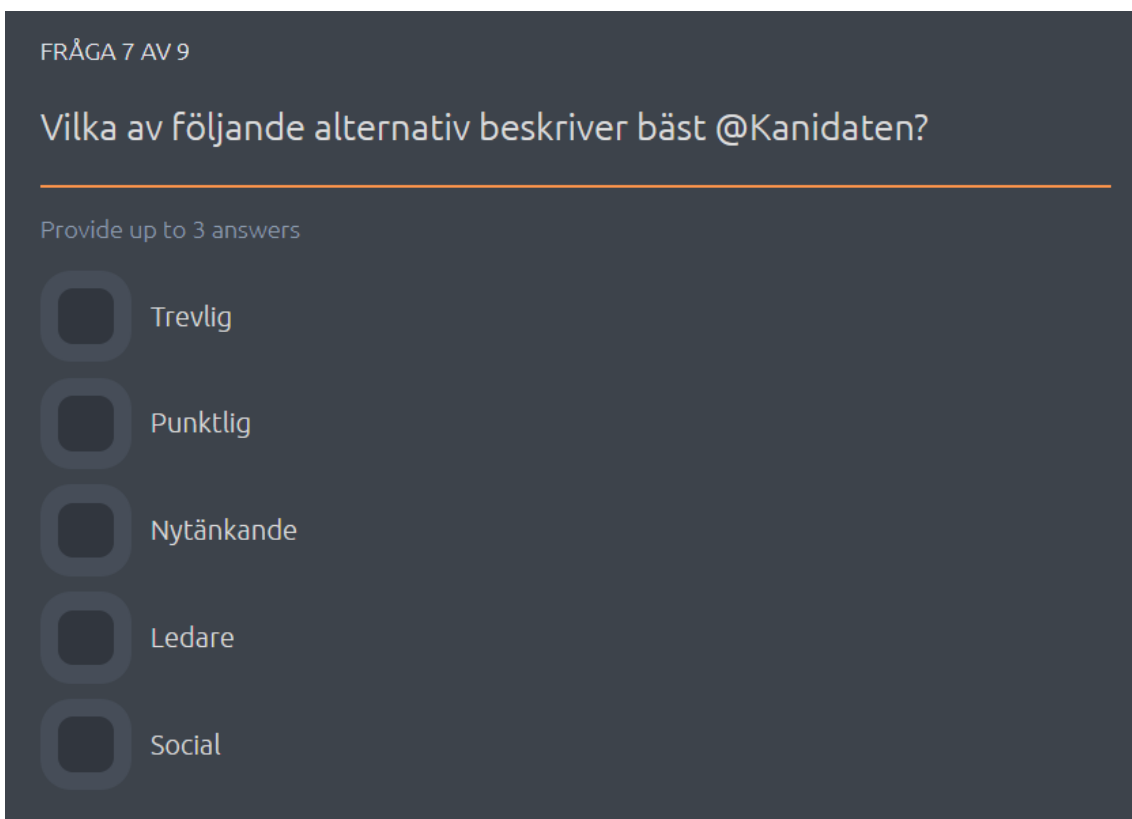 FRÅGA 7 AV 9
Vilka av följande alternativ beskriver bäst @Kanidaten?
Provide up to 3 answers
Trevlig
Punktlig
Nytänkande
Ledare
Social